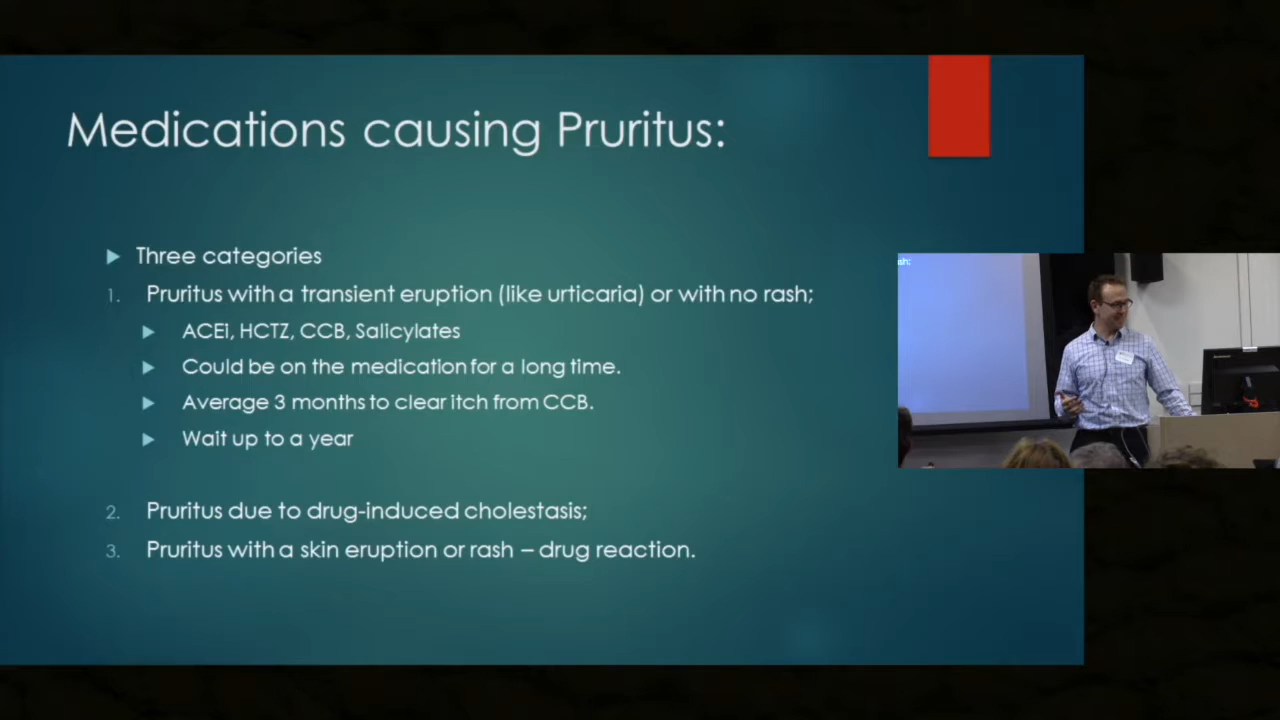 Medications causing Pruritus:
Three categories
1. Pruritus with a transient eruption (like urticaria) or with no rash;
ACEi, HCTZ, CCB, Salicylates
Could be on the medication for a long time.
Average 3 months to clear itch from CCB.
Wait up to a year
2. Pruritus due to drug-induced cholestasis;
3. Pruritus with a skin eruption or rash – drug reaction.